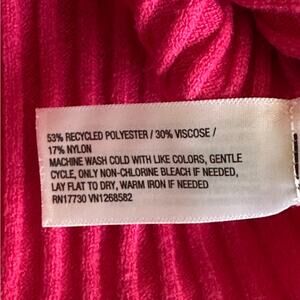 53% RECYCLED POLYESTER / 30% VISCOSE /
17% NYLON
MACHINE WASH COLD WITH LIKE COLORS, GENTLE
CYCLE, ONLY NON-CHLORINE BLEACH IF NEEDED,
LAY FLAT TO DRY, WARM IRON IF NEEDED,
RN17730 VN1268582